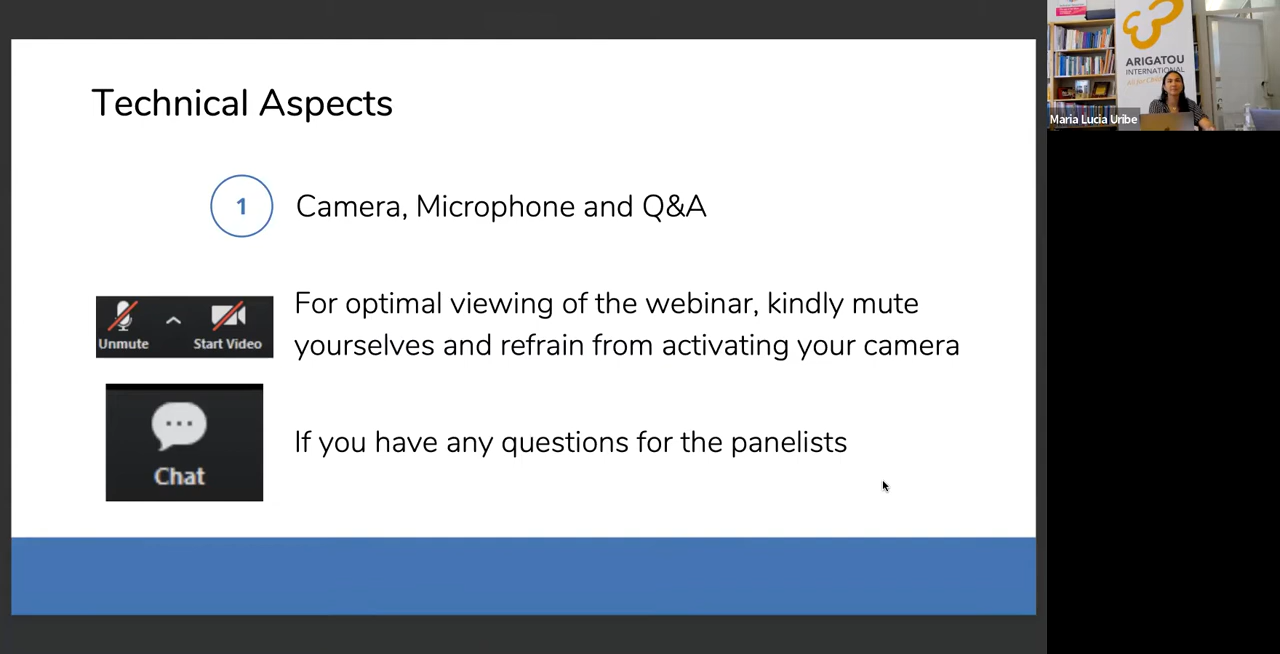 Technical Aspects
1
Camera, Microphone and Q&A
Unmute
Start Video
For optimal viewing of the webinar, kindly mute
yourselves and refrain from activating your camera
Chat
If you have any questions for the panelists
ARIGATOU
INTERNATIONAL
Maria Lucia Uribe